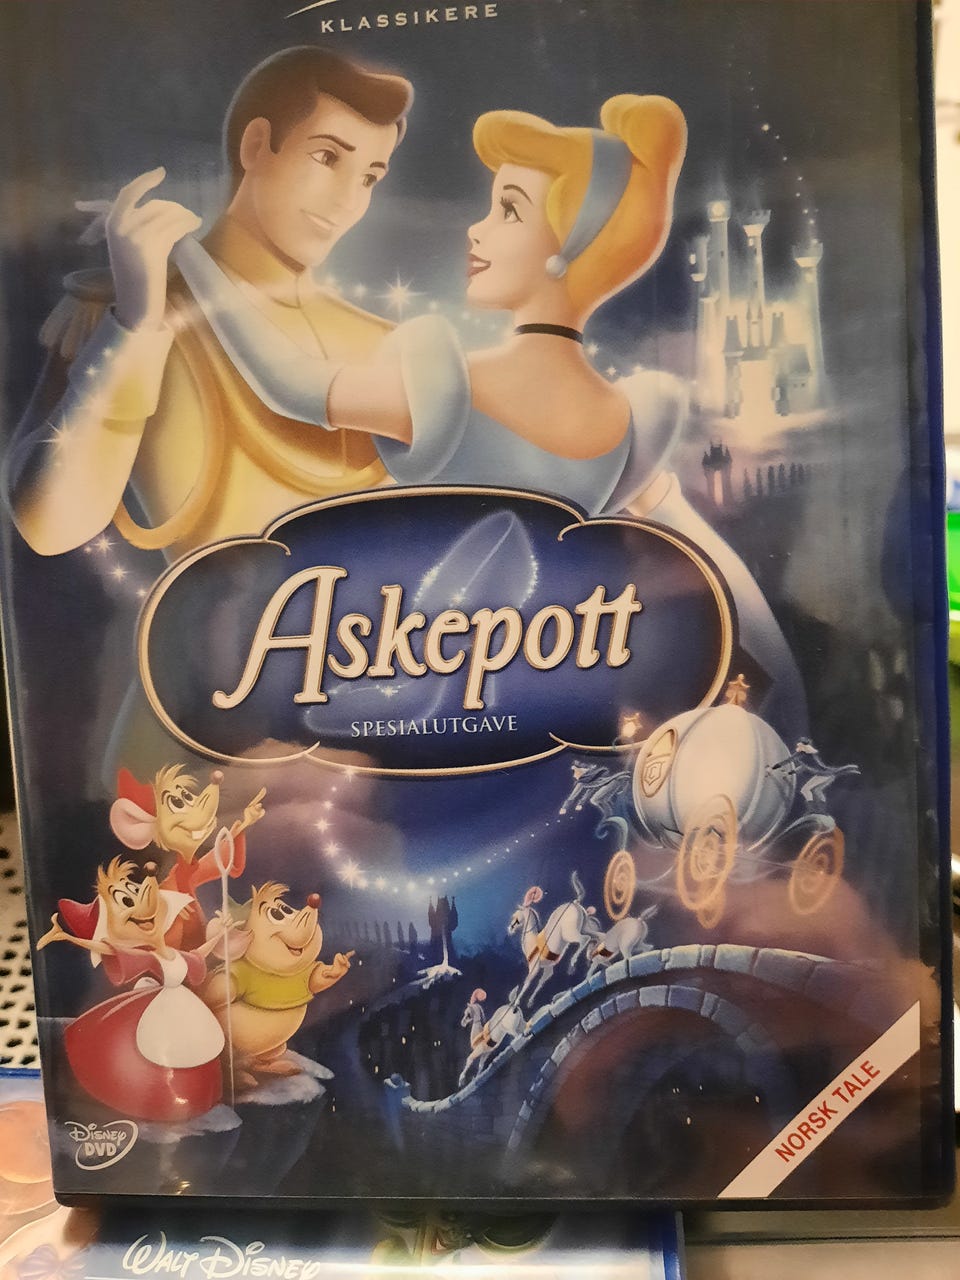 KLASSIKERE
Askepott
SPESIALUTGAVE
NORSK TALE
DISNEY
DVD
WALT DISNEY